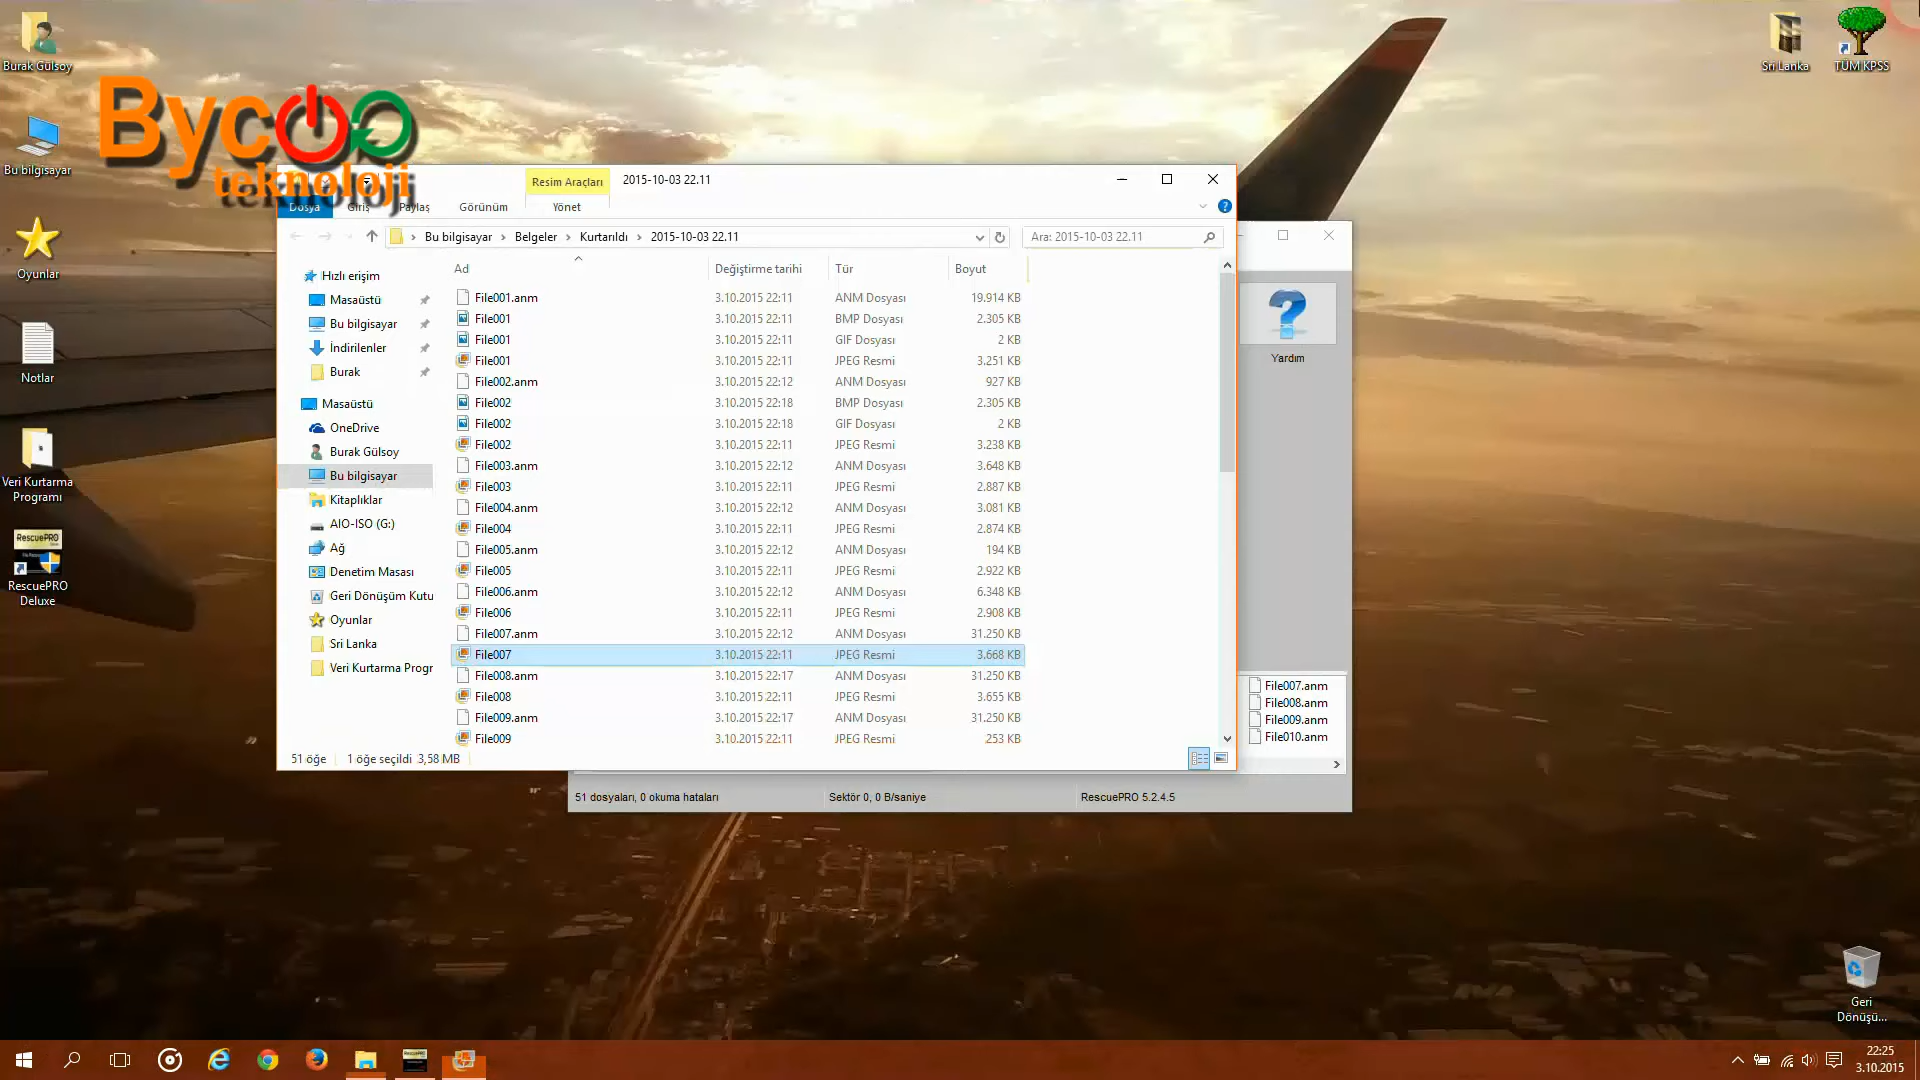 Burak Gülsoy
Sri Lanka
TÜM KPSS
Byc
teknoloji
Bu bilgisayar
Oyunlar
Notlar
Veri Kurtarma
Programı
RescuePRO
RescuePRO
Deluxe
Resim Araçları
2015-10-03 22.11
Dosya
Giriş
Paylaş
Görünüm
Yönet
Bu bilgisayar > Belgeler > Kurtarıldı > 2015-10-03 22.11
Ara: 2015-10-03 22.11
Hızlı erişim
Masaüstü
Bu bilgisayar
İndirilenler
Burak
Masaüstü
OneDrive
Burak Gülsoy
Bu bilgisayar
Kitaplıklar
AIO-ISO (G:)
Ağ
Denetim Masası
Geri Dönüşüm Kutu
Oyunlar
Sri Lanka
Veri Kurtarma Progr
Ad Değiştirme tarihi Tür Boyut
File001.anm 3.10.2015 22:11 ANM Dosyası 19.914 KB
File001 3.10.2015 22:11 BMP Dosyası 2.305 KB
File001 3.10.2015 22:11 GIF Dosyası 2 KB
File001 3.10.2015 22:11 JPEG Resmi 3.251 KB
File002.anm 3.10.2015 22:12 ANM Dosyası 927 KB
File002 3.10.2015 22:18 BMP Dosyası 2.305 KB
File002 3.10.2015 22:18 GIF Dosyası 2 KB
File002 3.10.2015 22:11 JPEG Resmi 3.238 KB
File003.anm 3.10.2015 22:12 ANM Dosyası 3.648 KB
File003 3.10.2015 22:11 JPEG Resmi 2.887 KB
File004.anm 3.10.2015 22:12 ANM Dosyası 3.081 KB
File004 3.10.2015 22:11 JPEG Resmi 2.874 KB
File005.anm 3.10.2015 22:12 ANM Dosyası 194 KB
File005 3.10.2015 22:11 JPEG Resmi 2.922 KB
File006.anm 3.10.2015 22:12 ANM Dosyası 6.348 KB
File006 3.10.2015 22:11 JPEG Resmi 2.908 KB
File007.anm 3.10.2015 22:12 ANM Dosyası 31.250 KB
File007 3.10.2015 22:11 JPEG Resmi 3.668 KB
File008.anm 3.10.2015 22:17 ANM Dosyası 31.250 KB
File008 3.10.2015 22:11 JPEG Resmi 3.655 KB
File009.anm 3.10.2015 22:17 ANM Dosyası 31.250 KB
File009 3.10.2015 22:11 JPEG Resmi 253 KB
51 öğe 1 öğe seçildi 3,58 MB
Yardım
File007.anm
File008.anm
File009.anm
File010.anm
51 dosyaları, 0 okuma hataları
Sektör 0, 0 B/saniye
RescuePRO 5.2.4.5
Geri
Dönüşü...
22:25
3.10.2015